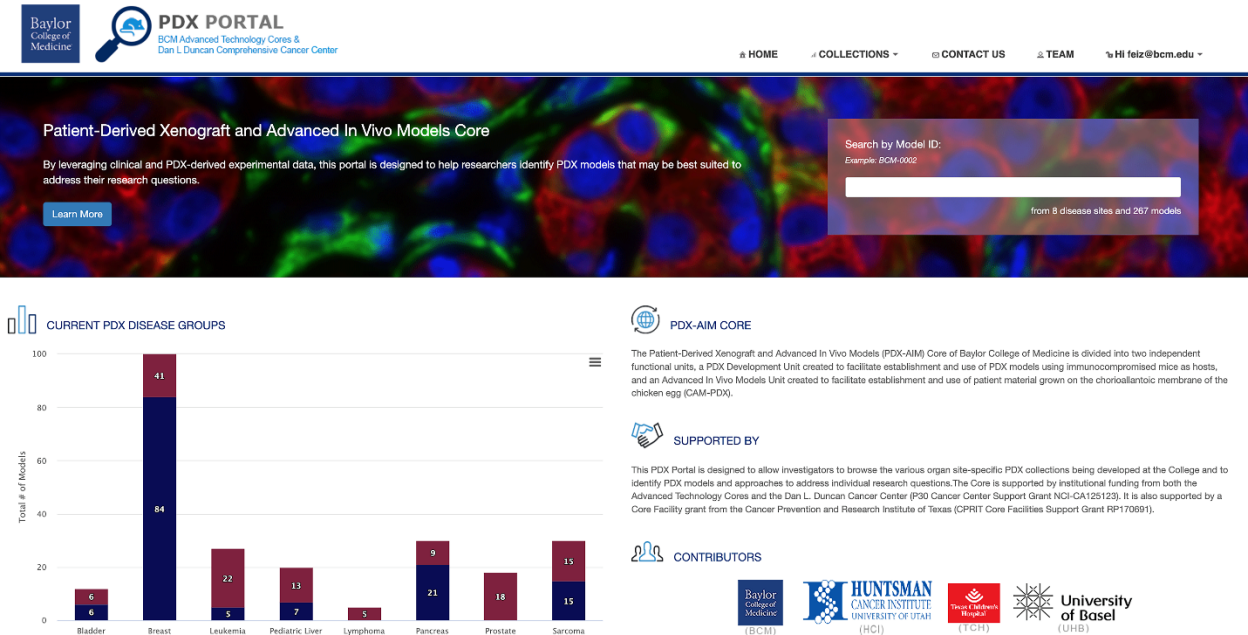 Baylor
College of
Medicine
PDX PORTAL
BCM Advanced Technology Cores &
Dan L Duncan Comprehensive Cancer Center
HOME
COLLECTIONS
CONTACT US
TEAM
Hi feiz@bcm.edu
Patient-Derived Xenograft and Advanced In Vivo Models Core
By leveraging clinical and PDX-derived experimental data, this portal is designed to help researchers identify PDX models that may be best suited to
address their research questions.
Learn More
Search by Model ID:
Example: BCM-0002
from 8 disease sites and 267 models
CURRENT PDX DISEASE GROUPS
Total # of Models
100
80
60
40
20
0
6
6
41
84
22
5
13
7
5
9
21
18
15
15
Bladder
Breast
Leukemia
Pediatric Liver
Lymphoma
Pancreas
Prostate
Sarcoma
PDX-AIM CORE
The Patient-Derived Xenograft and Advanced In Vivo Models (PDX-AIM) Core of Baylor College of Medicine is divided into two independent
functional units, a PDX Development Unit created to facilitate establishment and use of PDX models using immunocompromised mice as hosts,
and an Advanced In Vivo Models Unit created to facilitate establishment and use of patient material grown on the chorioallantoic membrane of the
chicken egg (CAM-PDX).
SUPPORTED BY
This PDX Portal is designed to allow investigators to browse the various organ site-specific PDX collections being developed at the College and to
identify PDX models and approaches to address individual research questions.The Core is supported by institutional funding from both the
Advanced Technology Cores and the Dan L. Duncan Cancer Center (P30 Cancer Center Support Grant NCI-CA125123). It is also supported by a
Core Facility grant from the Cancer Prevention and Research Institute of Texas (CPRIT Core Facilities Support Grant RP170691).
CONTRIBUTORS
Baylor
College of
Medicine
(BCM)
HUNTSMAN
CANCER INSTITUTE
UNIVERSITY OF UTAH
(HCI)
Texas Children's
Hospital
(TCH)
University
of Basel
(UHB)